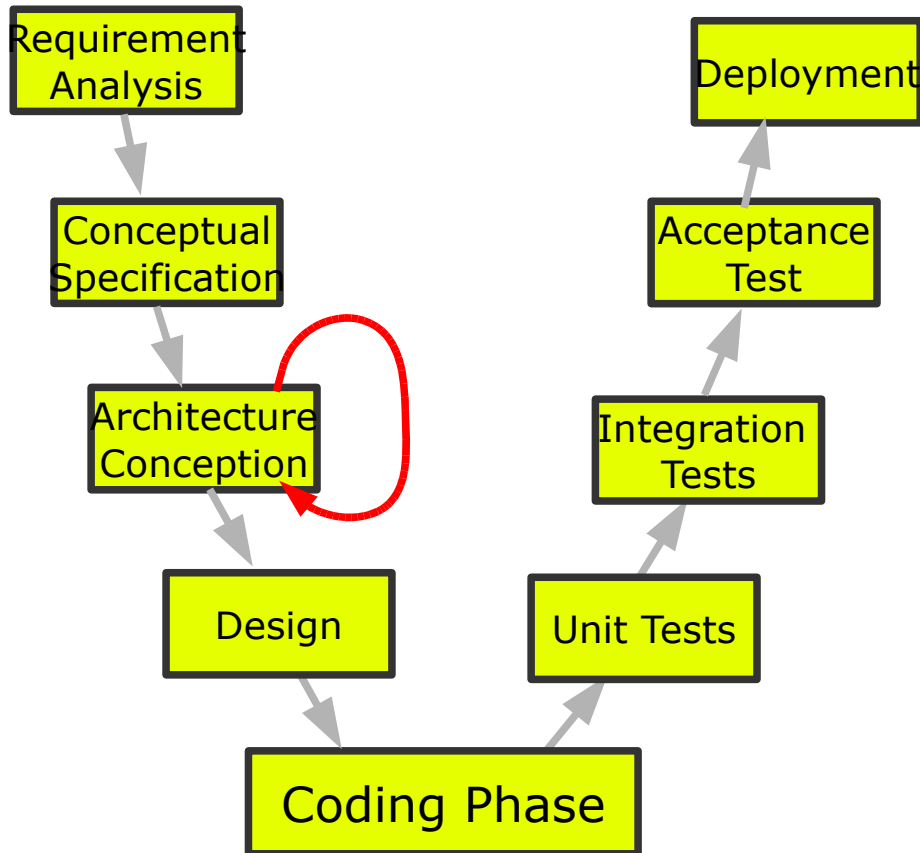 Requirement
Analysis
Conceptual
Specification
Architecture
Conception
Design
Coding Phase
Unit Tests
Integration
Tests
Acceptance
Test
Deployment